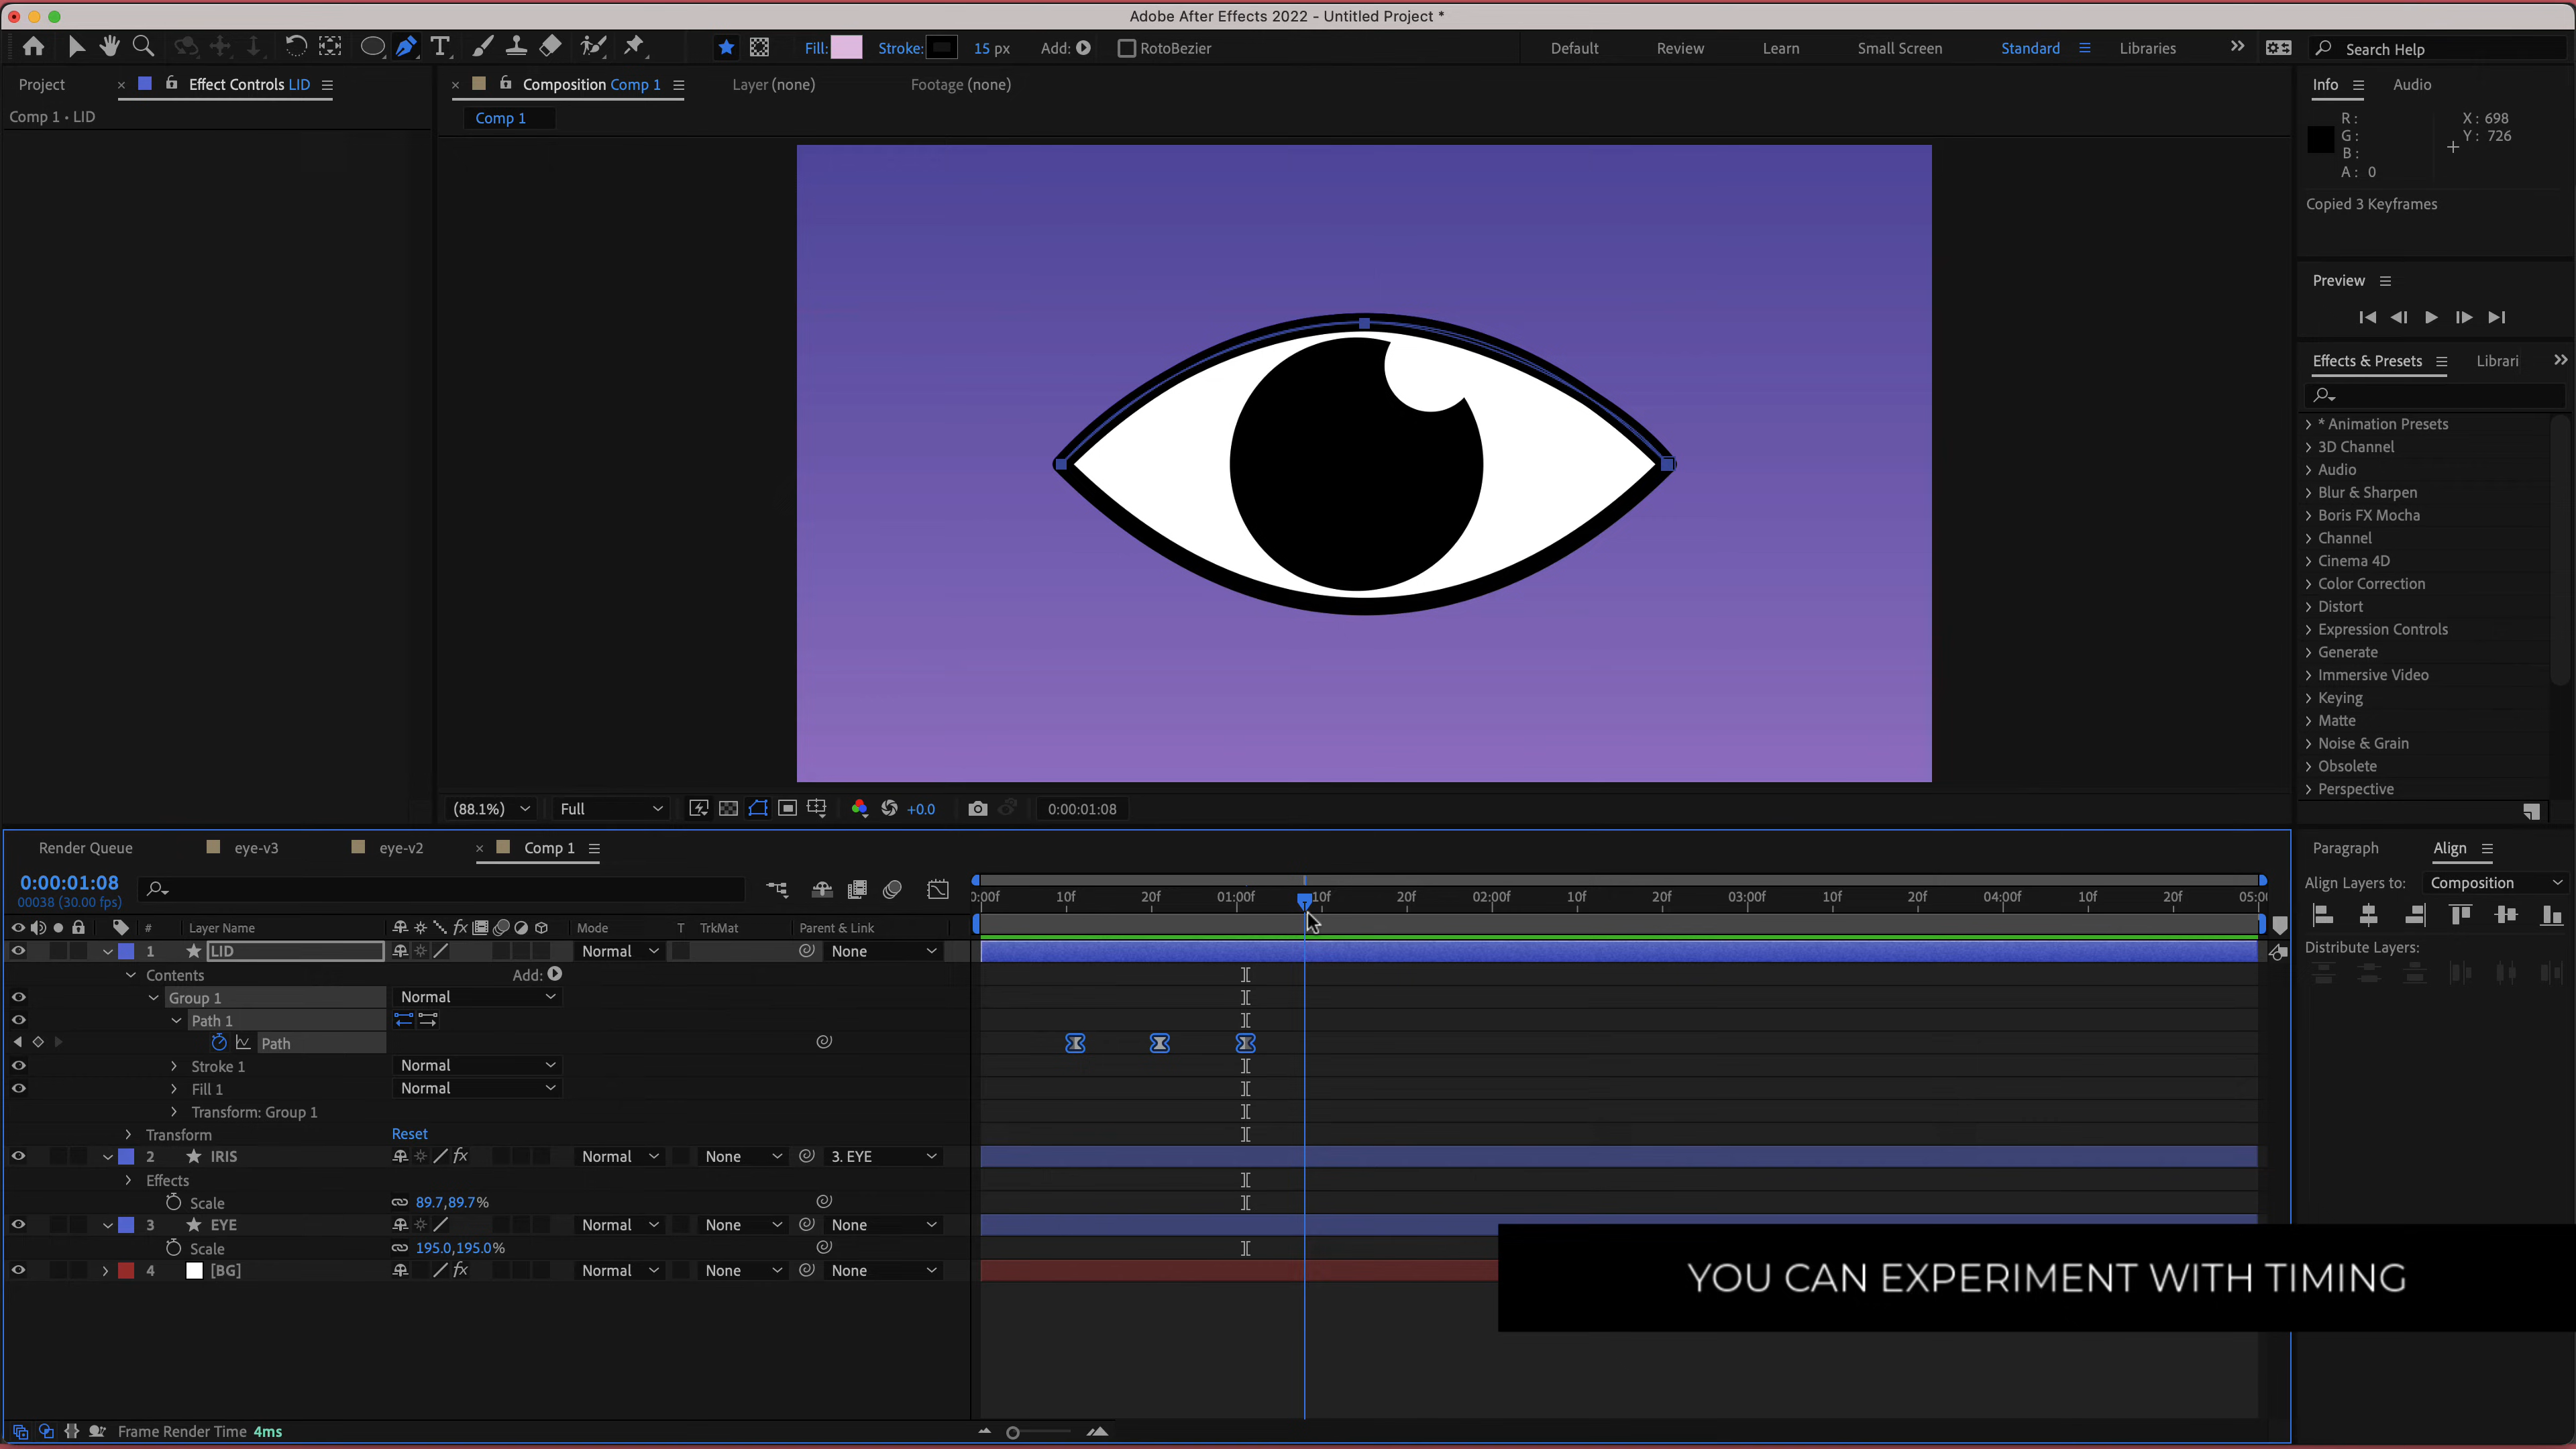 Adobe After Effects 2022 - Untitled Project *
Fill: Stroke: 15 px Add: RotoBezier Default Review Learn Small Screen Standard Libraries Search Help
Project Effect Controls LID Composition Comp 1 Layer (none) Footage (none) Info Audio
Comp 1 • LID
Comp 1
R :
G :
B :
A : 0
X : 698
Y : 726
Copied 3 Keyframes
Preview
Effects & Presets Librari
* Animation Presets
3D Channel
Audio
Blur & Sharpen
Boris FX Mocha
Channel
Cinema 4D
Color Correction
Distort
Expression Controls
Generate
Immersive Video
Keying
Matte
Noise & Grain
Obsolete
Perspective
(88.1%) Full +0.0 0:00:01:08
Render Queue eye-v3 eye-v2 Comp 1
Paragraph Align
0:00:01:08
00038 (30.00 fps)
:00f 10f 20f 01:00f 10f 20f 02:00f 10f 20f 03:00f 10f 20f 04:00f 10f 20f 05:00
Align Layers to: Composition
Distribute Layers:
# Layer Name fx Mode T TrkMat Parent & Link
1 LID Normal None
Contents Add:
Group 1 Normal
Path 1
Path
Stroke 1 Normal
Fill 1 Normal
Transform: Group 1
Transform Reset
2 IRIS fx Normal None 3. EYE
Effects
Scale 89.7,89.7%
3 EYE Normal None None
Scale 195.0,195.0%
4 [BG] fx Normal None None
YOU CAN EXPERIMENT WITH TIMING
Frame Render Time 4ms